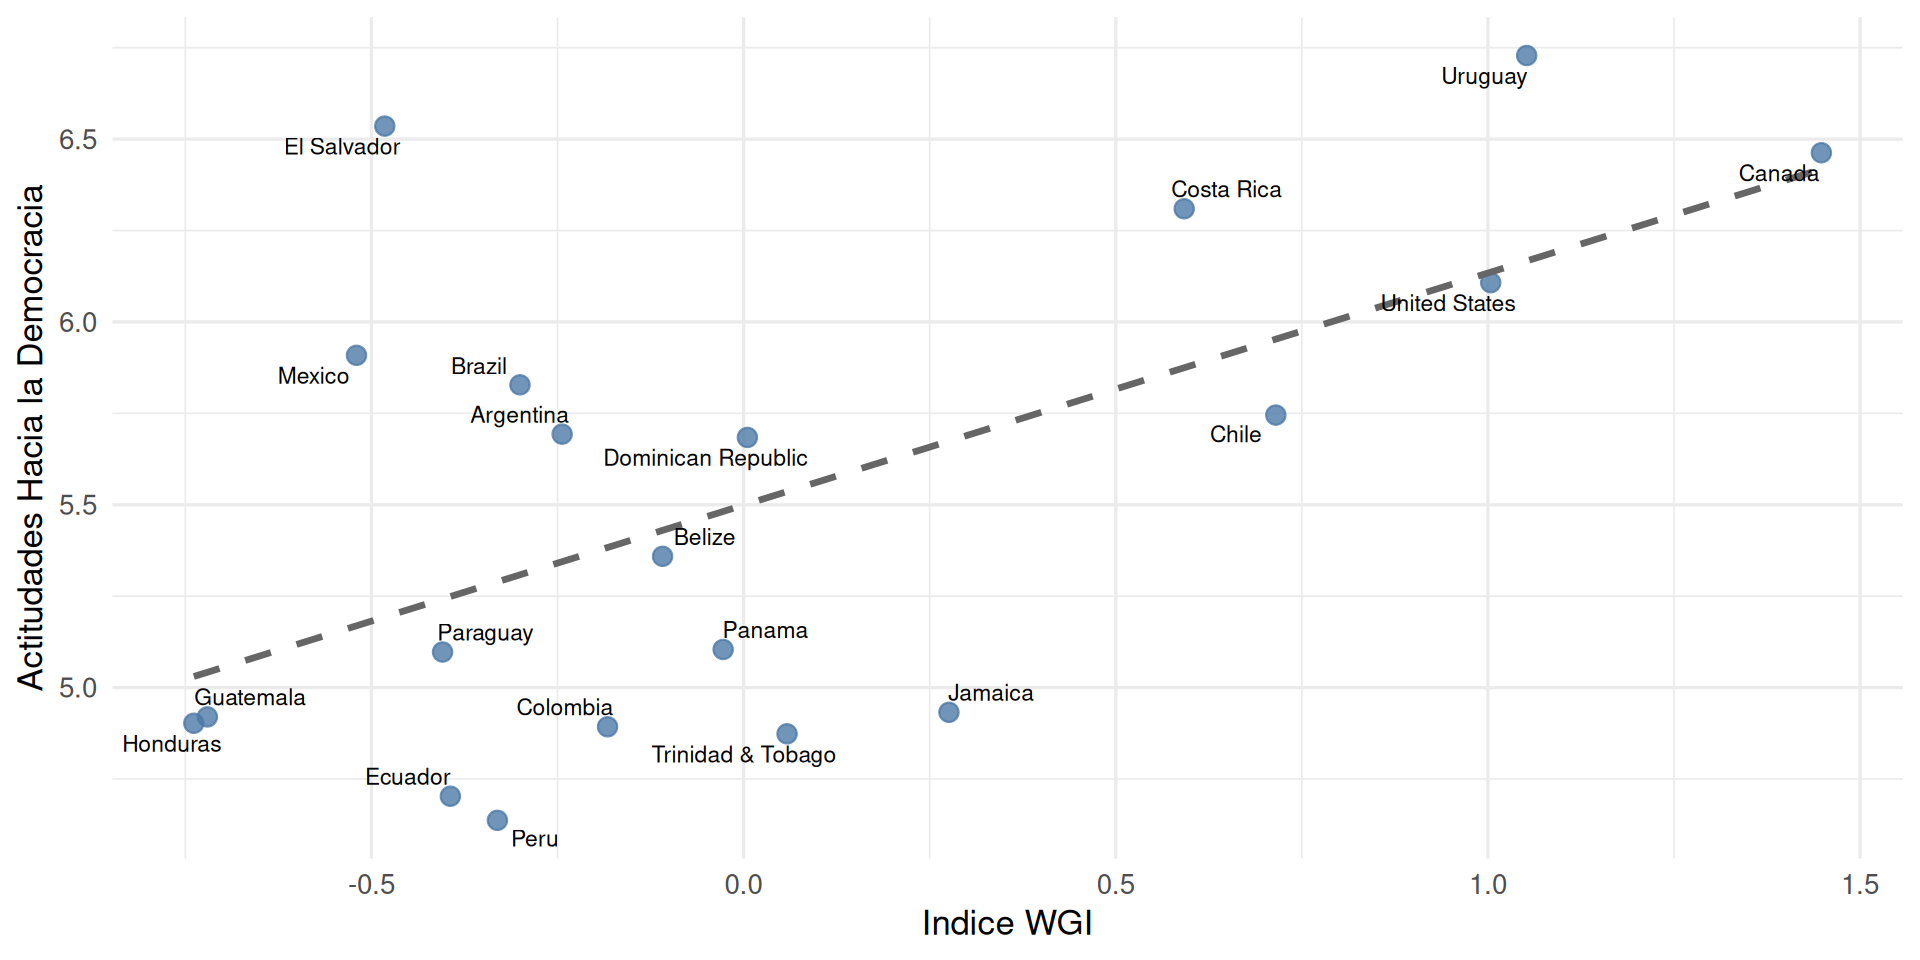 Uruguay
El Salvador
6.5
Canada
Costa Rica
United States
6.0
Mexico
Brazil
Argentina
Dominican Republic
Chile
5.5
Belize
Paraguay
Panama
5.0
Guatemala
Jamaica
Colombia
Honduras
Trinidad & Tobago
Ecuador
Peru
Actitudades Hacia la Democracia
-0.5
0.0
0.5
1.0
1.5
Indice WGI